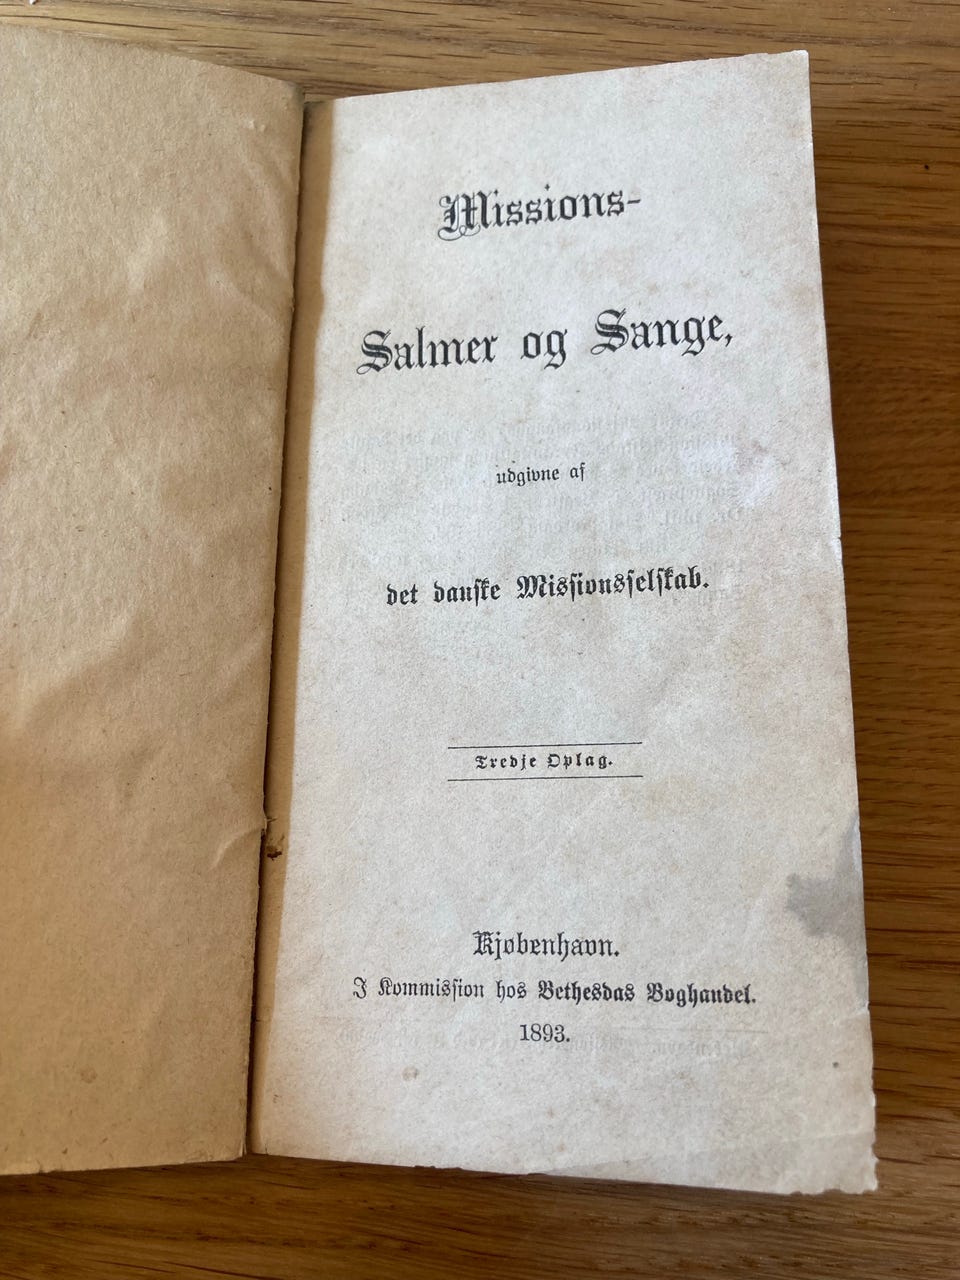 Missions-
Salmer og Sange,
udgivne af
det danske Missionsselskab.
Tredje Oplag.
Kjøbenhavn.
I Kommission hos Bethesdas Boghandel.
1893.